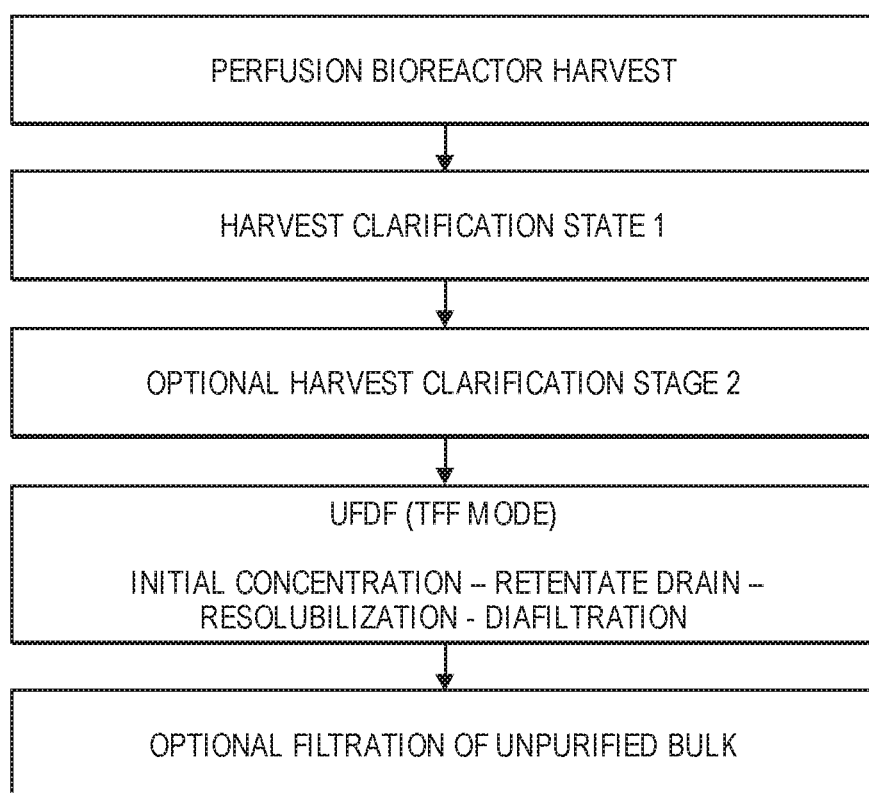 PERFUSION BIOREACTOR HARVEST
HARVEST CLARIFICATION STATE 1
OPTIONAL HARVEST CLARIFICATION STAGE 2
UFDF (TFF MODE)
INITIAL CONCENTRATION – RETENTATE DRAIN –
RESOLUBILIZATION - DIAFILTRATION
OPTIONAL FILTRATION OF UNPURIFIED BULK